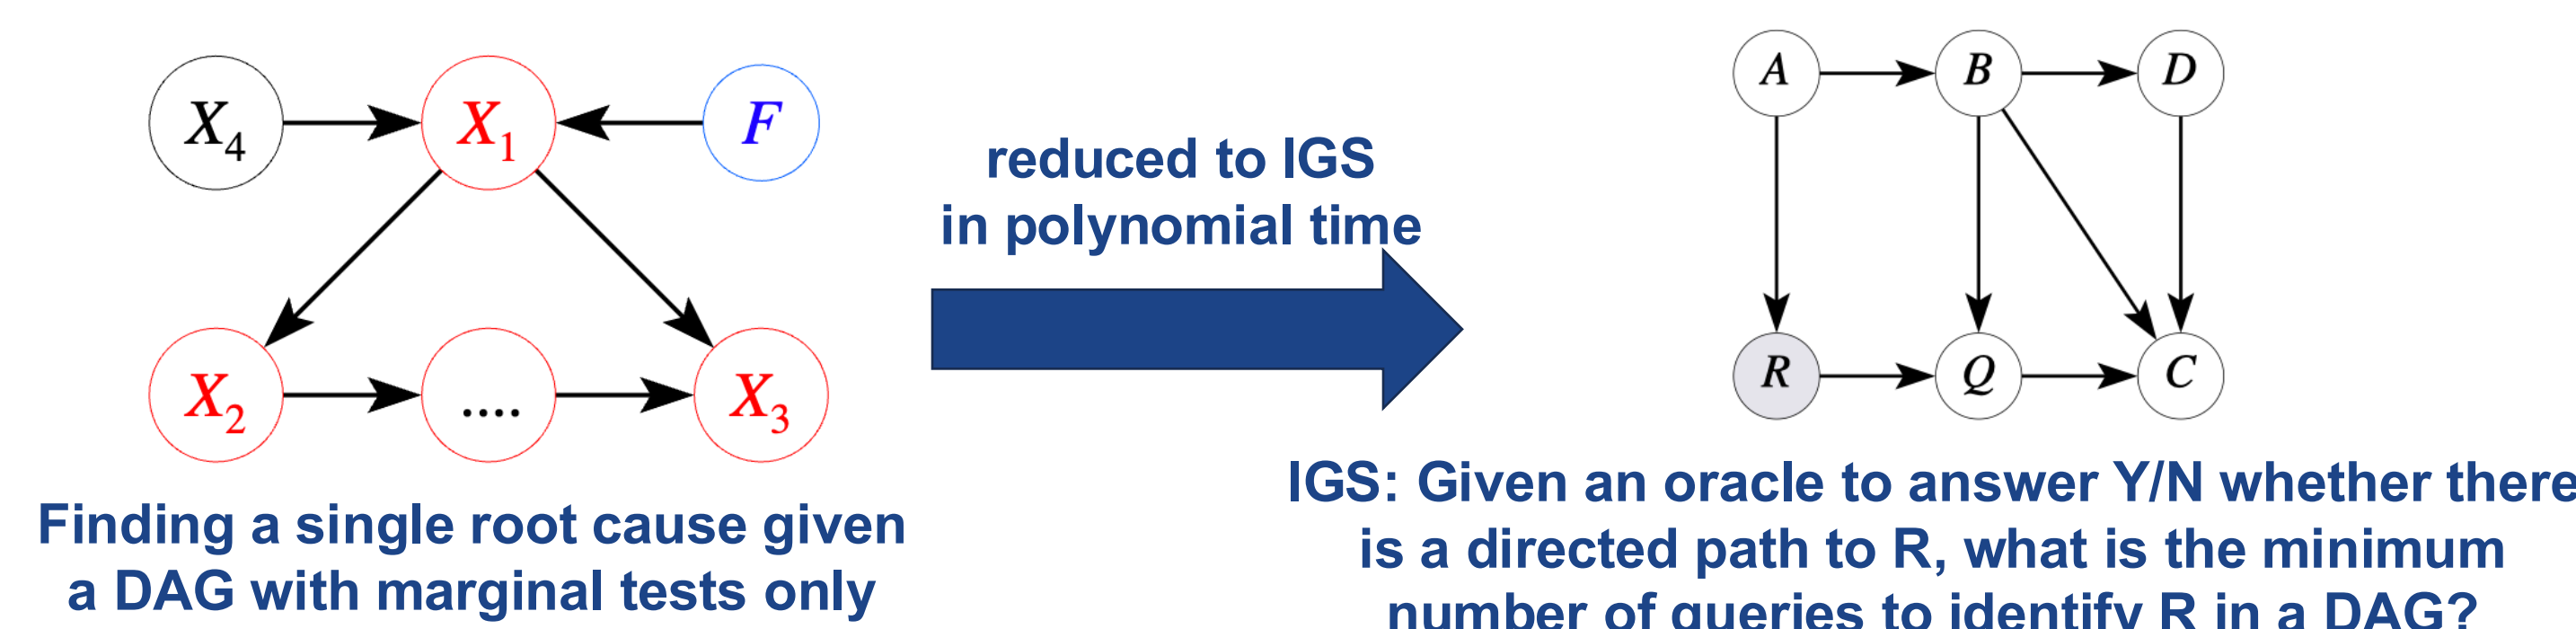 X4
X1
F
X2
....
X3
Finding a single root cause given
a DAG with marginal tests only
reduced to IGS
in polynomial time
A
B
D
R
Q
C
IGS: Given an oracle to answer Y/N whether there
is a directed path to R, what is the minimum
number of queries to identify R in a DAG?